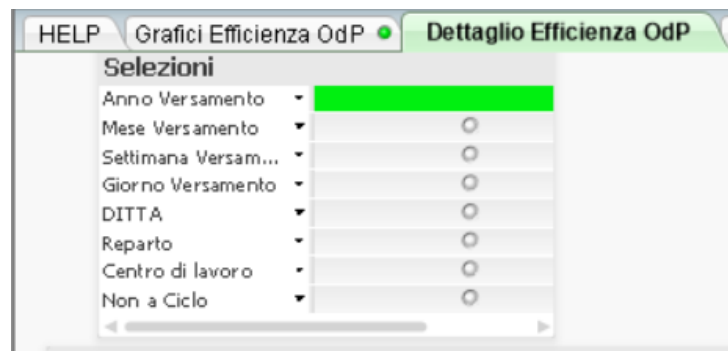 HELP Grafici Efficienza OdP Dettaglio Efficienza OdP
Selezioni
Anno Versamento
Mese Versamento
Settimana Versam...
Giorno Versamento
DITTA
Reparto
Centro di lavoro
Non a Ciclo